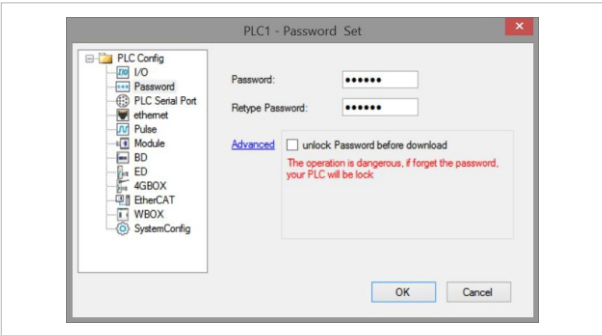 PLC1 - Password Set
PLC Config
I/O
Password
PLC Serial Port
ethernet
Pulse
Module
BD
ED
4GBOX
EtherCAT
WBOX
SystemConfig
Password: ••••••
Retype Password: ••••••
Advanced
unlock Password before download
The operation is dangerous, if forget the password,
your PLC will be lock
OK Cancel